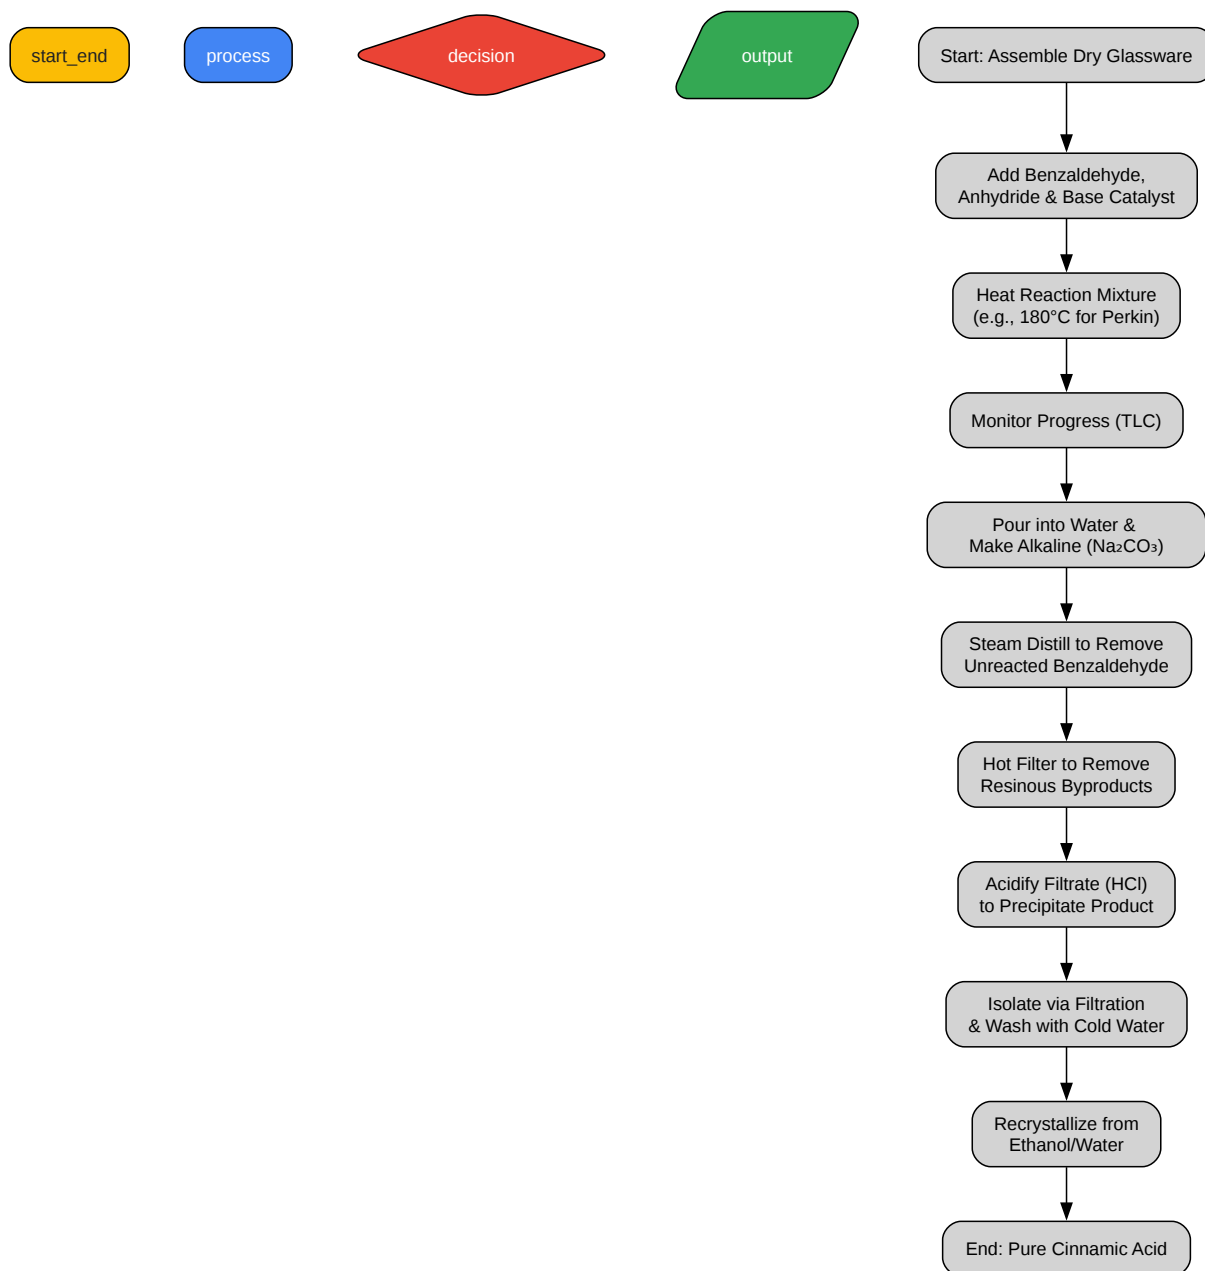 start_end
process
decision
output
Start: Assemble Dry Glassware
Add Benzaldehyde,
Anhydride & Base Catalyst
Heat Reaction Mixture
(e.g., 180°C for Perkin)
Monitor Progress (TLC)
Pour into Water &
Make Alkaline (Na₂CO₃)
Steam Distill to Remove
Unreacted Benzaldehyde
Hot Filter to Remove
Resinous Byproducts
Acidify Filtrate (HCl)
to Precipitate Product
Isolate via Filtration
& Wash with Cold Water
Recrystallize from
Ethanol/Water
End: Pure Cinnamic Acid